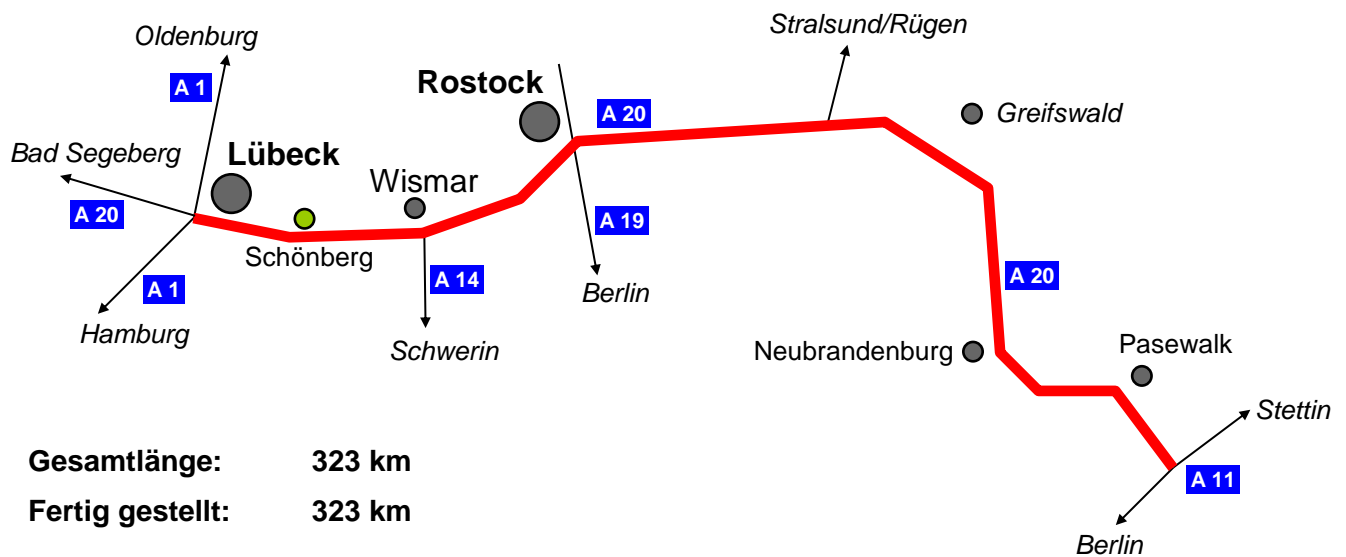 Stralsund/Rügen
Oldenburg
A 1
Rostock
A 20
Greifswald
Bad Segeberg
Lübeck
Wismar
A 20
A 19
Schönberg
A 14
A 1
Berlin
A 20
Hamburg
Schwerin
Neubrandenburg
Pasewalk
Stettin
A 11
Berlin
Gesamtlänge: 323 km
Fertig gestellt: 323 km